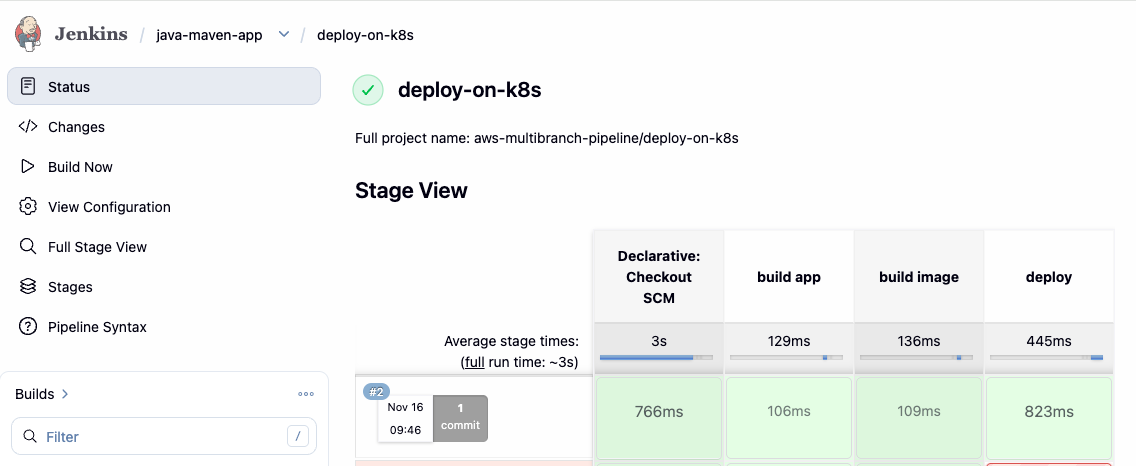 Jenkins / java-maven-app / deploy-on-k8s
Status
Changes
Build Now
View Configuration
Full Stage View
Stages
Pipeline Syntax
Builds
Filter /
deploy-on-k8s
Full project name: aws-multibranch-pipeline/deploy-on-k8s
Stage View
Declarative:
Checkout
SCM
build app
build image
deploy
Average stage times:
(full run time: ~3s)
3s
129ms
136ms
445ms
#2
Nov 16
09:46
1
commit
766ms
106ms
109ms
823ms